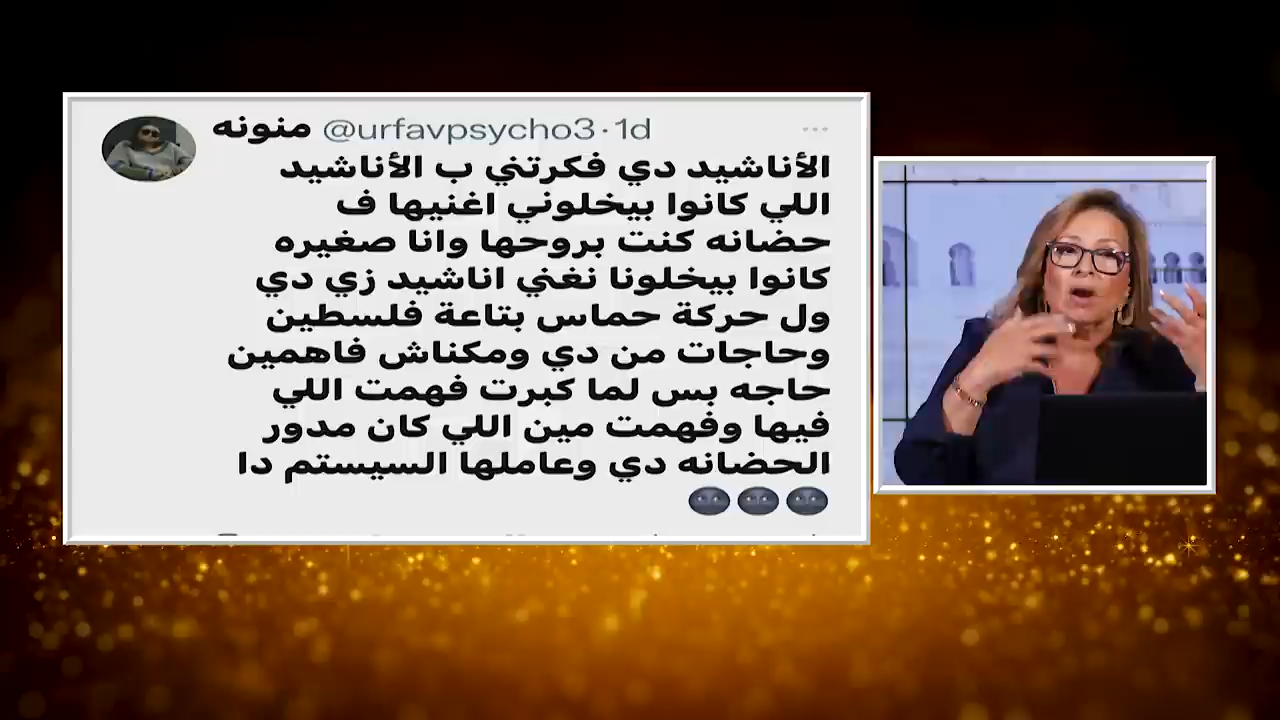 منونه @urfavpsycho3 · 1d
الأناشيد دي فكرتني ب الأناشيد
اللي كانوا بيخلوني اغنيها ف
حضانه كنت بروحها وانا صغيره
كانوا بيخلونا نغني اناشيد زي دي
ول حركة حماس بتاعة فلسطين
وحاجات من دي ومكناش فاهمين
حاجه بس لما كبرت فهمت اللي
فيها وفهمت مين اللي كان مدور
الحضانه دي وعاملها السيستم دا
🌚🌚🌚